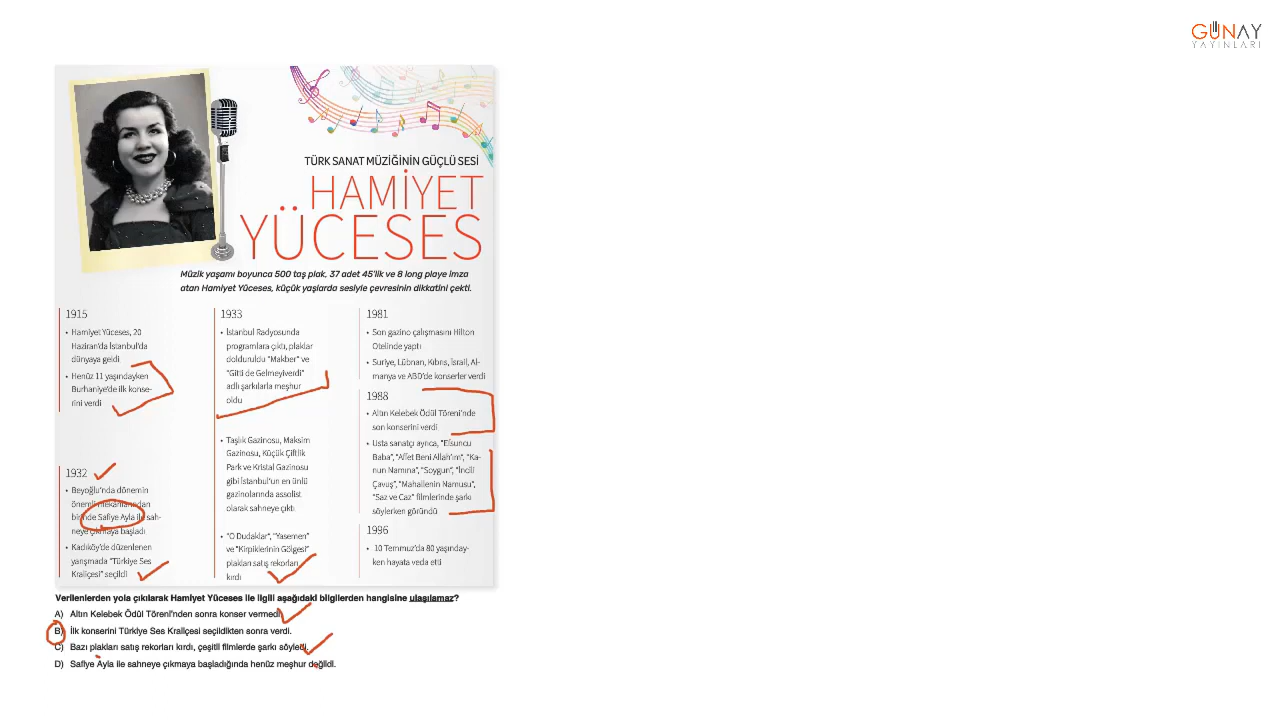 GÜNAY
YAYINLARI
TÜRK SANAT MÜZİĞİNİN GÜÇLÜ SESİ
HAMİYET
YÜCESES
Müzik yaşamı boyunca 500 taş plak, 37 adet 45'lik ve 8 long playe imza
atan Hamiyet Yüceses, küçük yaşlarda sesiyle çevresinin dikkatini çekti.
1915
• Hamiyet Yüceses, 20
Haziran'da İstanbul'da
dünyaya geldi
• Henüz 11 yaşındayken
Burhaniye'de ilk konse-
rini verdi
1932
• Beyoğlu'nda dönemin
önemli mekanlarından
birinde Safiye Ayla ile sah-
neye çıkmaya başladı
• Kadıköy'de düzenlenen
yarışmada "Türkiye Ses
Kraliçesi" seçildi
1933
• İstanbul Radyosunda
programlara çıktı, plaklar
dolduruldu "Makber" ve
"Gitti de Gelmeyiverdi"
adlı şarkılarla meşhur
oldu
• Taşlık Gazinosu, Maksim
Gazinosu, Küçük Çiftlik
Park ve Kristal Gazinosu
gibi İstanbul'un en ünlü
gazinolarında assolist
olarak sahneye çıktı
• "O Dudaklar", "Yasemen"
ve "Kirpiklerinin Gölgesi"
plakları satış rekorları
kırdı
1981
• Son gazino çalışmasını Hilton
Otelinde yaptı
• Suriye, Lübnan, Kıbrıs, İsrail, Al-
manya ve ABD'de konserler verdi
1988
• Altın Kelebek Ödül Töreni'nde
son konserini verdi
• Usta sanatçı ayrıca, "Efsuncu
Baba", "Affet Beni Allah'ım", "Ka-
nun Namına", "Soygun", "İncili
Çavuş", "Mahallenin Namusu",
"Saz ve Caz" filmlerinde şarkı
söylerken göründü
1996
• 10 Temmuz'da 80 yaşınday-
ken hayata veda etti
Verilenlerden yola çıkılarak Hamiyet Yüceses ile ilgili aşağıdaki bilgilerden hangisine ulaşılamaz?
A) Altın Kelebek Ödül Töreni'nden sonra konser vermedi.
B) İlk konserini Türkiye Ses Kraliçesi seçildikten sonra verdi.
C) Bazı plakları satış rekorları kırdı, çeşitli filmlerde şarkı söyledi.
D) Safiye Ayla ile sahneye çıkmaya başladığında henüz meşhur değildi.